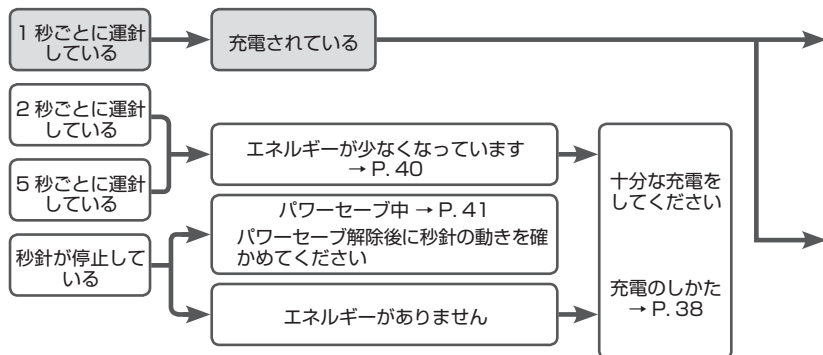 1 秒ごとに運針
している
充電されている
2 秒ごとに運針
している
5 秒ごとに運針
している
エネルギーが少なくなっています
→ P. 40
秒針が停止して
いる
パワーセーブ中 → P. 41
パワーセーブ解除後に秒針の動きを確
かめてください
エネルギーがありません
十分な充電を
してください
充電のしかた
→ P. 38